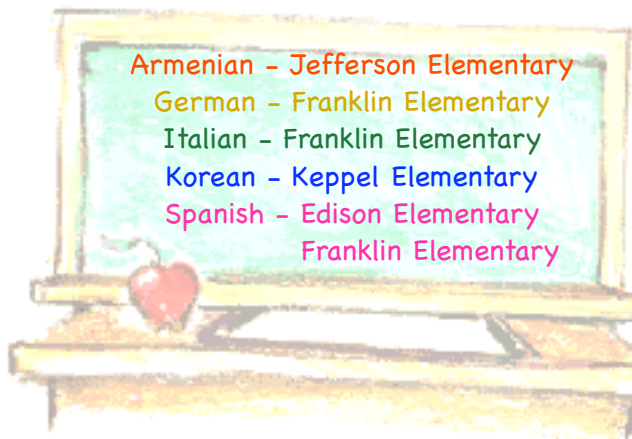 Armenian - Jefferson Elementary
German - Franklin Elementary
Italian - Franklin Elementary
Korean - Keppel Elementary
Spanish - Edison Elementary
Franklin Elementary